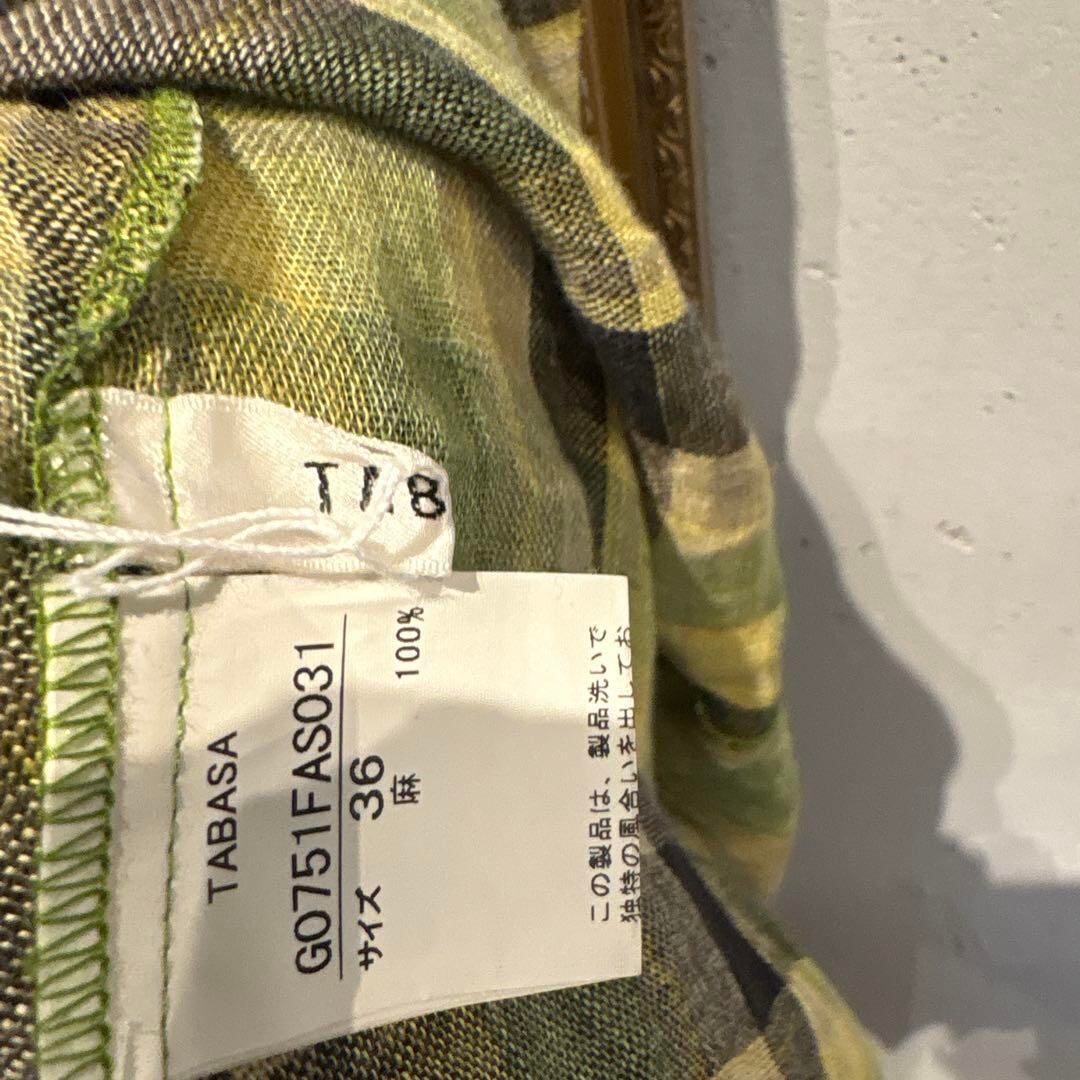 TABASA
G0751FAS031
サイズ 36
麻 100%
この製品は、製品洗いで
独特の風合いを出してお